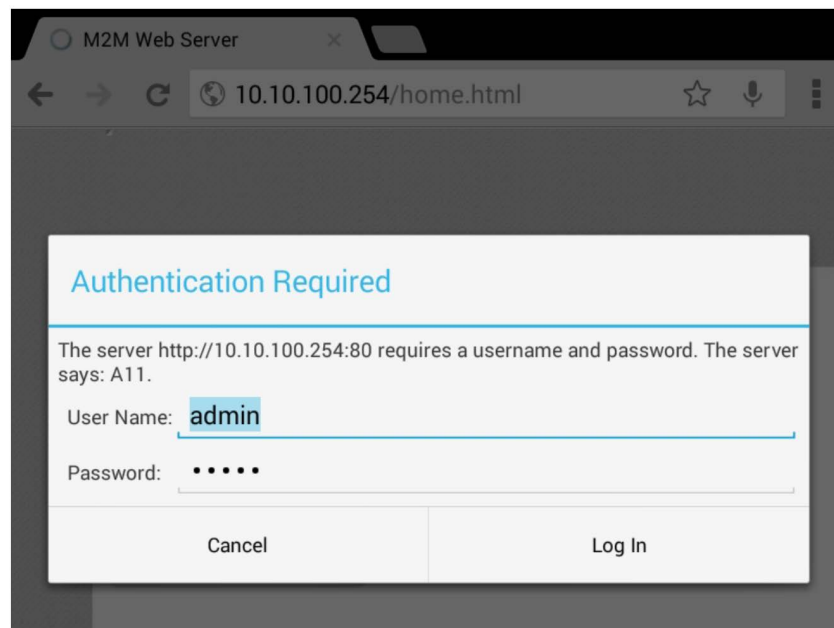 M2M Web Server
10.10.100.254/home.html
Authentication Required
The server http://10.10.100.254:80 requires a username and password. The server
says: A11.
User Name: admin
Password: •••••
Cancel
Log In